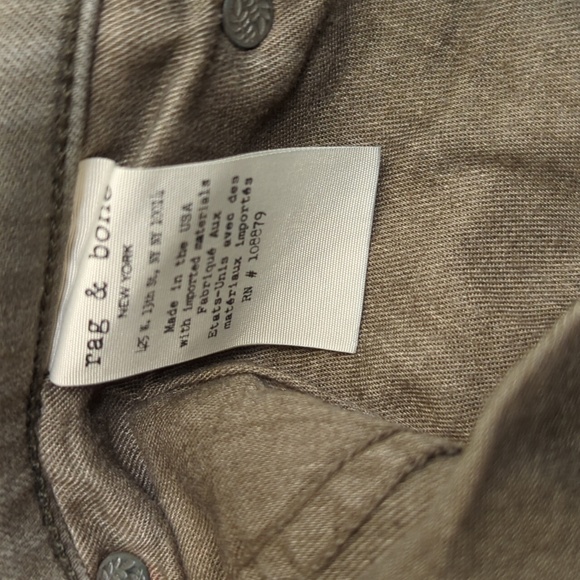 rag & bone
NEW YORK
425 W. 13th St, NY NY 10014
Made in the USA
with imported materials
Fabriqué Aux
Etats-Unis avec des
matériaux importés
RN # 108879